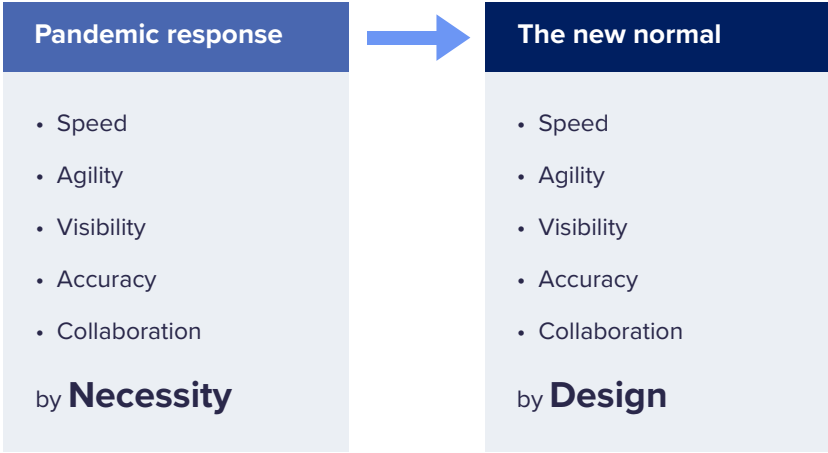 Pandemic response
• Speed
• Agility
• Visibility
• Accuracy
• Collaboration
by Necessity
The new normal
• Speed
• Agility
• Visibility
• Accuracy
• Collaboration
by Design